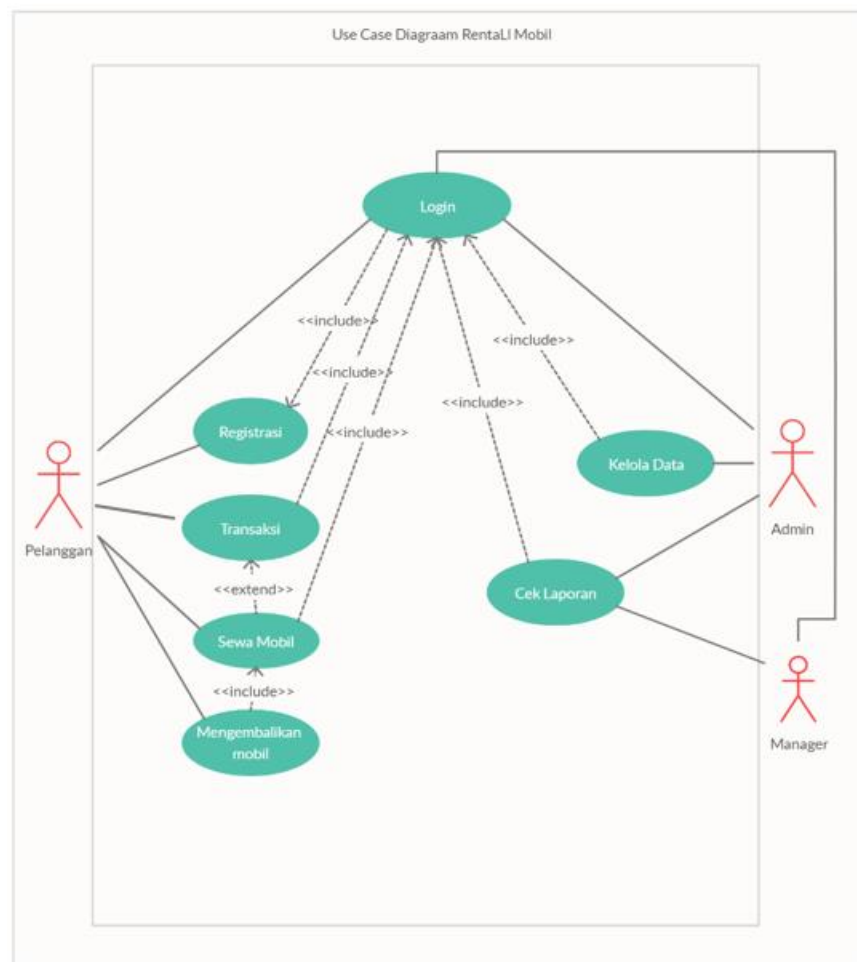 Use Case Diagraam RentaLl Mobil
Login
<<include>>
<<include>>
<<include>>
<<include>>
<<include>>
Registrasi
Kelola Data
Transaksi
Pelanggan
Admin
<<extend>>
Cek Laporan
Sewa Mobil
<<include>>
Mengembalikan
mobil
Manager